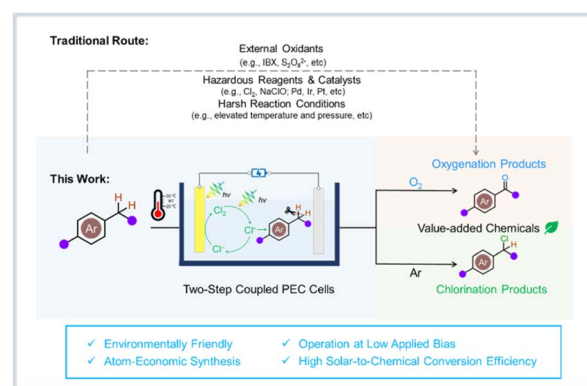 Traditional Route:
External Oxidants
(e.g., IBX, S₂O₈²⁻, etc)
Hazardous Reagents & Catalysts
(e.g., Cl₂, NaClO; Pd, Ir, Pt, etc)
Harsh Reaction Conditions
(e.g., elevated temperature and pressure, etc)
This Work:
H
H
Ar
hν
hν
Cl₂
Cl•
Cl⁻
Ar
H
H
Two-Step Coupled PEC Cells
O₂
Ar
Oxygenation Products
O
Ar
Value-added Chemicals
Cl
H
Ar
Chlorination Products
✓ Environmentally Friendly
✓ Operation at Low Applied Bias
✓ Atom-Economic Synthesis
✓ High Solar-to-Chemical Conversion Efficiency